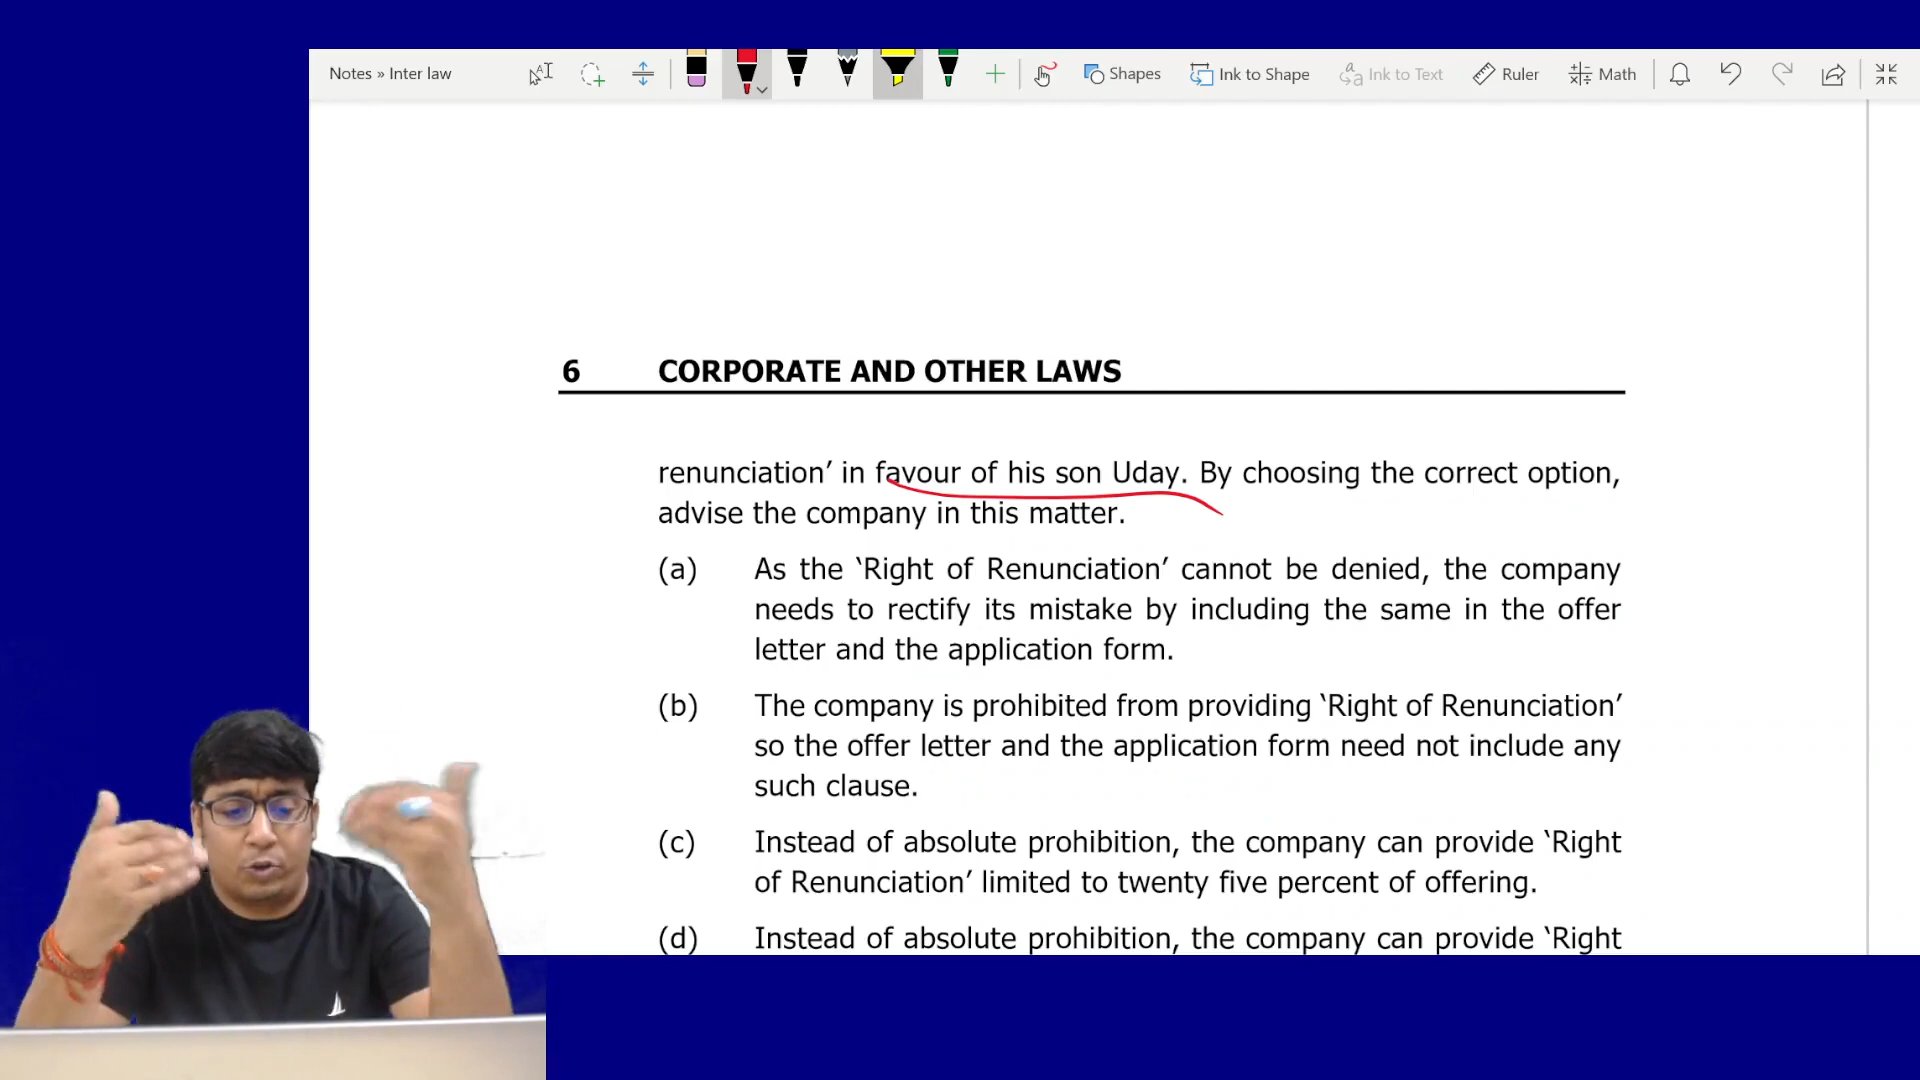 Notes » Inter law
Shapes
Ink to Shape
Ink to Text
Ruler
Math
6 CORPORATE AND OTHER LAWS
renunciation’ in favour of his son Uday. By choosing the correct option,
advise the company in this matter.
(a) As the ‘Right of Renunciation’ cannot be denied, the company
needs to rectify its mistake by including the same in the offer
letter and the application form.
(b) The company is prohibited from providing ‘Right of Renunciation’
so the offer letter and the application form need not include any
such clause.
(c) Instead of absolute prohibition, the company can provide ‘Right
of Renunciation’ limited to twenty five percent of offering.
(d) Instead of absolute prohibition, the company can provide ‘Right